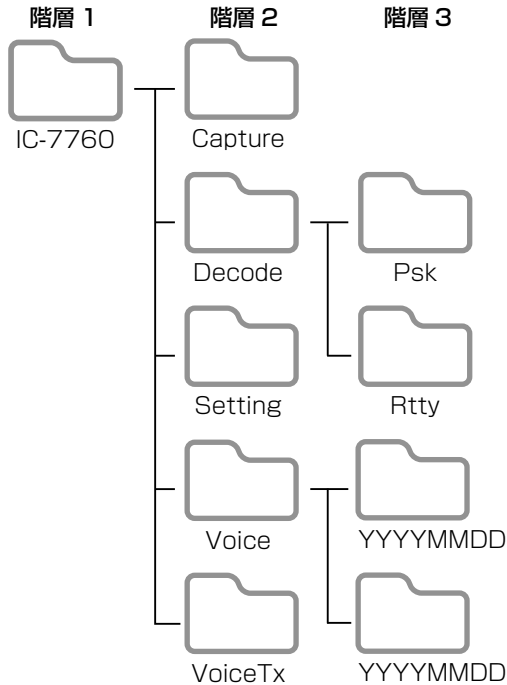 階層 1 階層 2 階層 3
IC-7760 Capture
Decode Psk
Setting Rtty
Voice YYYYMMDD
VoiceTx YYYYMMDD